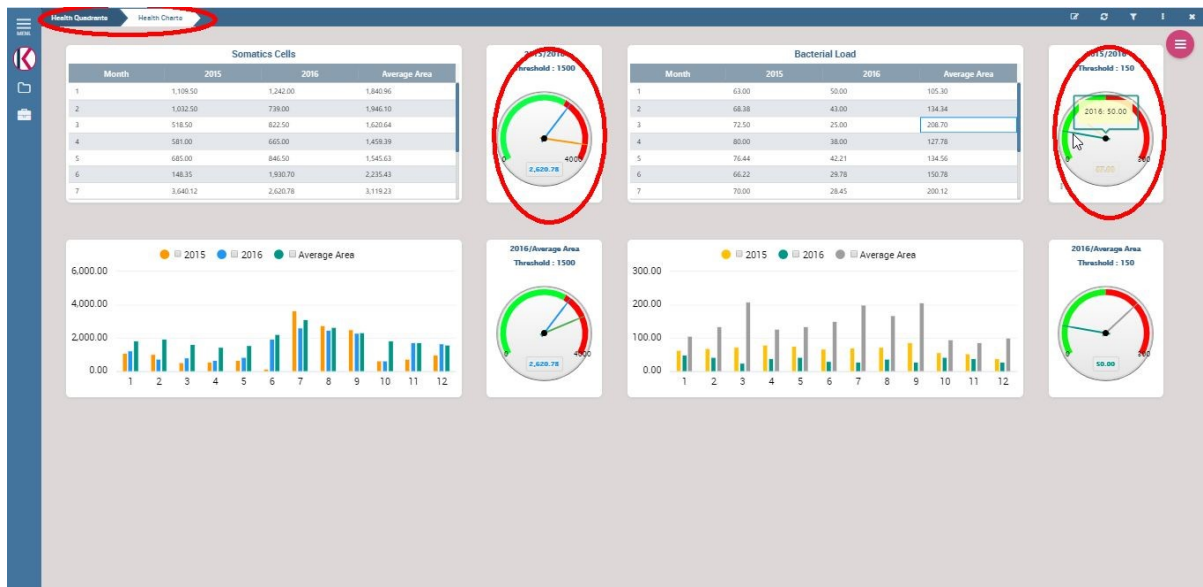 Health Quadrants
Health Charts
MENU
Somatics Cells
Month 2015 2016 Average Area
1 1,109.50 1,242.00 1,840.96
2 1,032.50 739.00 1,946.10
3 518.50 822.50 1,620.64
4 581.00 665.00 1,459.39
5 685.00 846.50 1,545.63
6 148.35 1,930.70 2,235.43
7 3,640.12 2,620.78 3,119.23
2015/2016
Threshold : 1500
0
4000
2,620.78
Bacterial Load
Month 2015 2016 Average Area
1 63.00 50.00 105.30
2 68.38 43.00 134.34
3 72.50 25.00 208.70
4 80.00 38.00 127.78
5 76.44 42.21 134.56
6 66.22 29.78 150.78
7 70.00 28.45 200.12
2015/2016
Threshold : 150
2016: 50.00
0
300
2015 2016 Average Area
6,000.00
4,000.00
2,000.00
0.00
1 2 3 4 5 6 7 8 9 10 11 12
2016/Average Area
Threshold : 1500
0
4000
2,620.78
2015 2016 Average Area
300.00
200.00
100.00
0.00
1 2 3 4 5 6 7 8 9 10 11 12
2016/Average Area
Threshold : 150
0
50.00